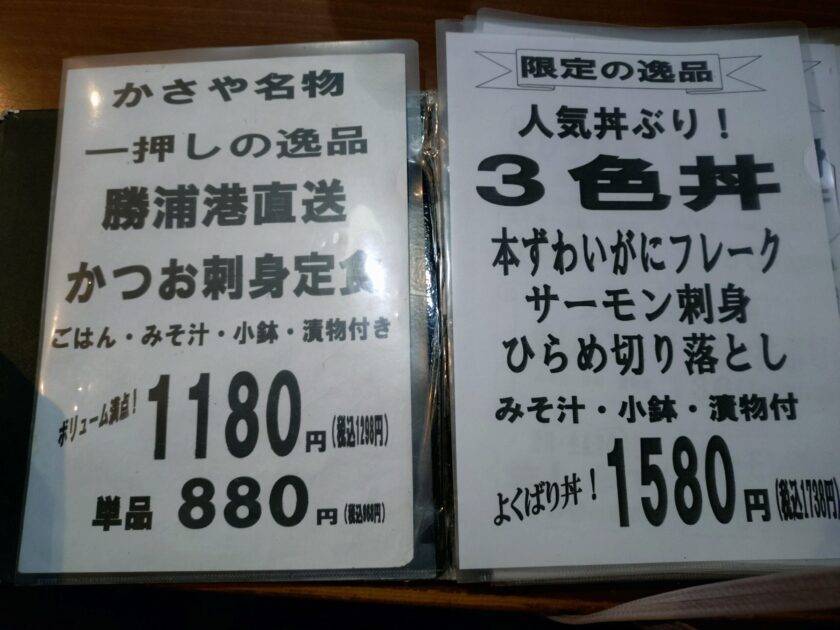 かさや名物
一押しの逸品
勝浦港直送
かつお刺身定食
ごはん・みそ汁・小鉢・漬物付き
ボリューム満点！
1180円(税込1298円)
単品 880円(税込968円)
限定の逸品
人気丼ぶり！
３色丼
本ずわいがにフレーク
サーモン刺身
ひらめ切り落とし
みそ汁・小鉢・漬物付
よくばり丼！
1580円(税込1738円)